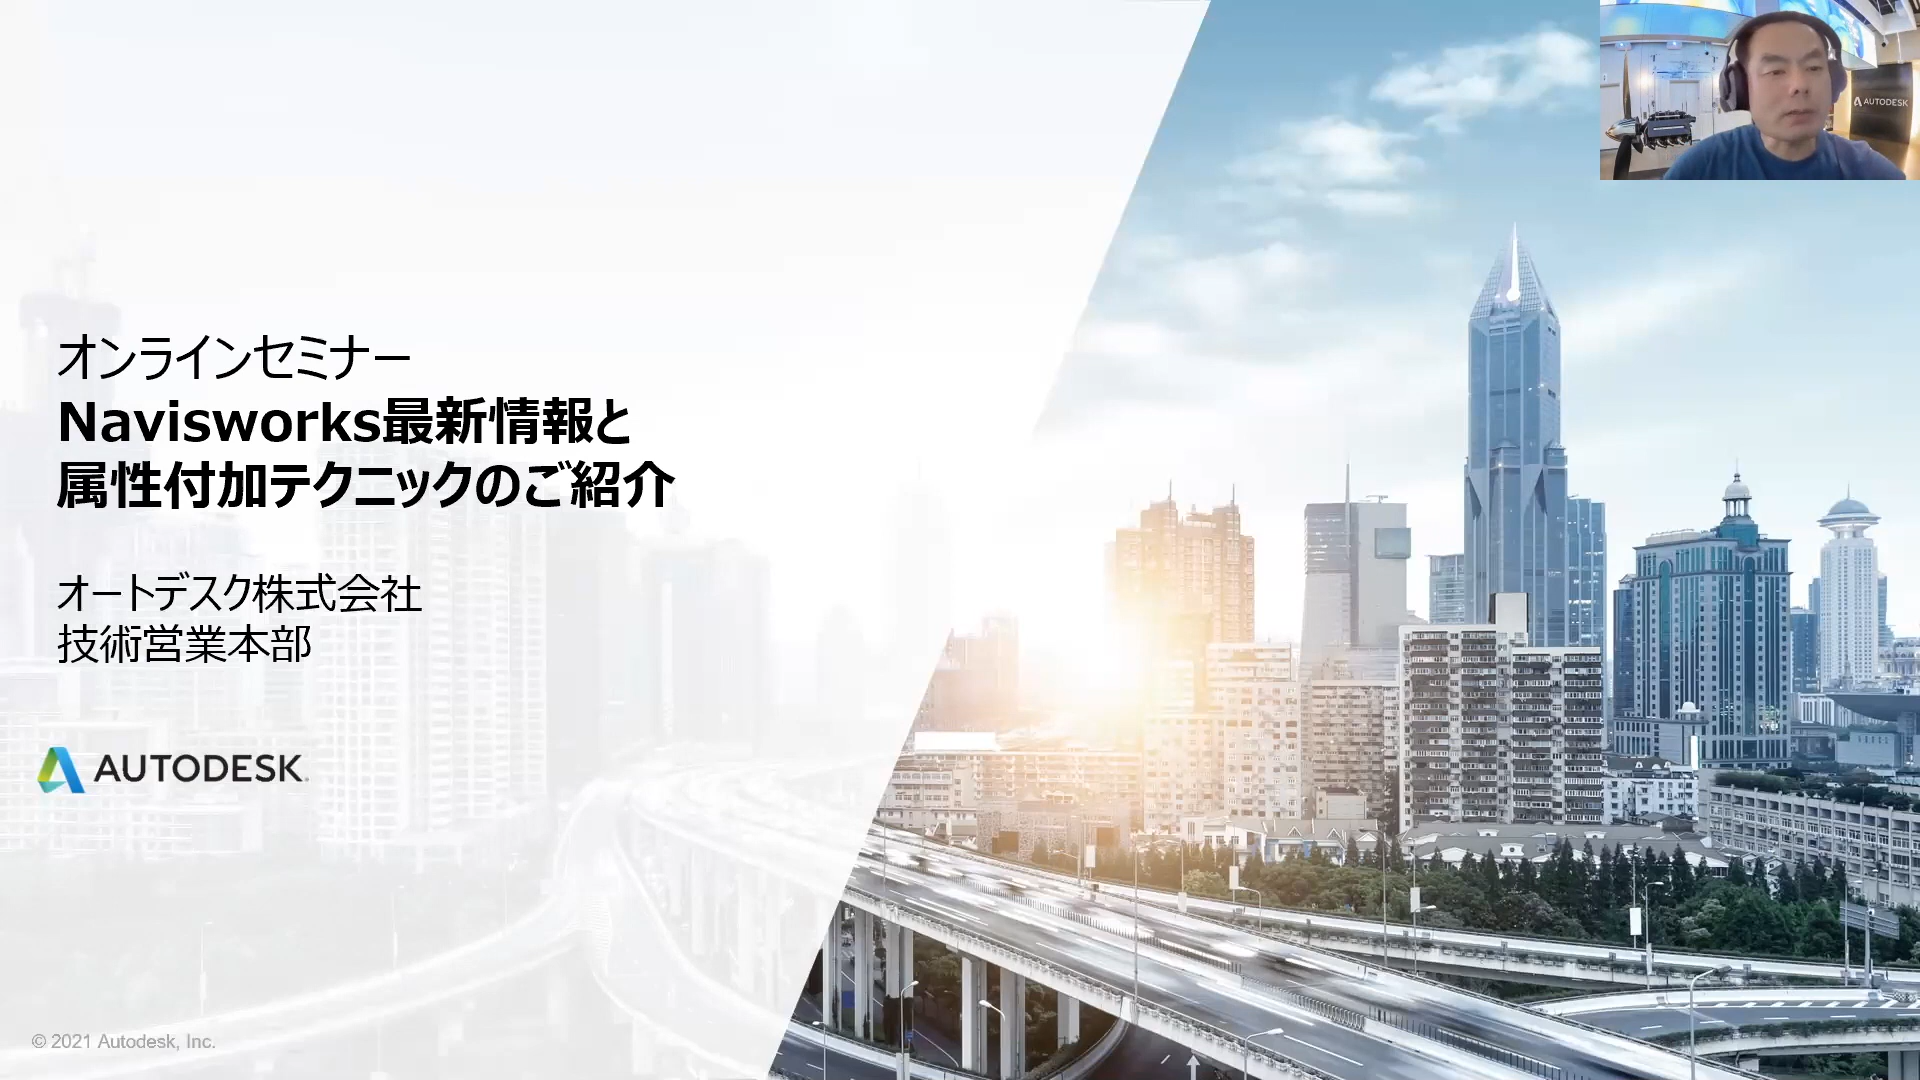 オンラインセミナー
Navisworks最新情報と
属性付加テクニックのご紹介
オートデスク株式会社
技術営業本部
AUTODESK
© 2021 Autodesk, Inc.
AUTODESK